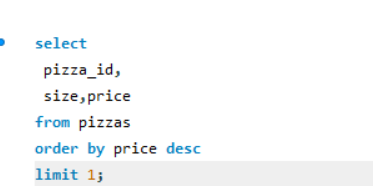 select
pizza_id,
size,price
from pizzas
order by price desc
limit 1;